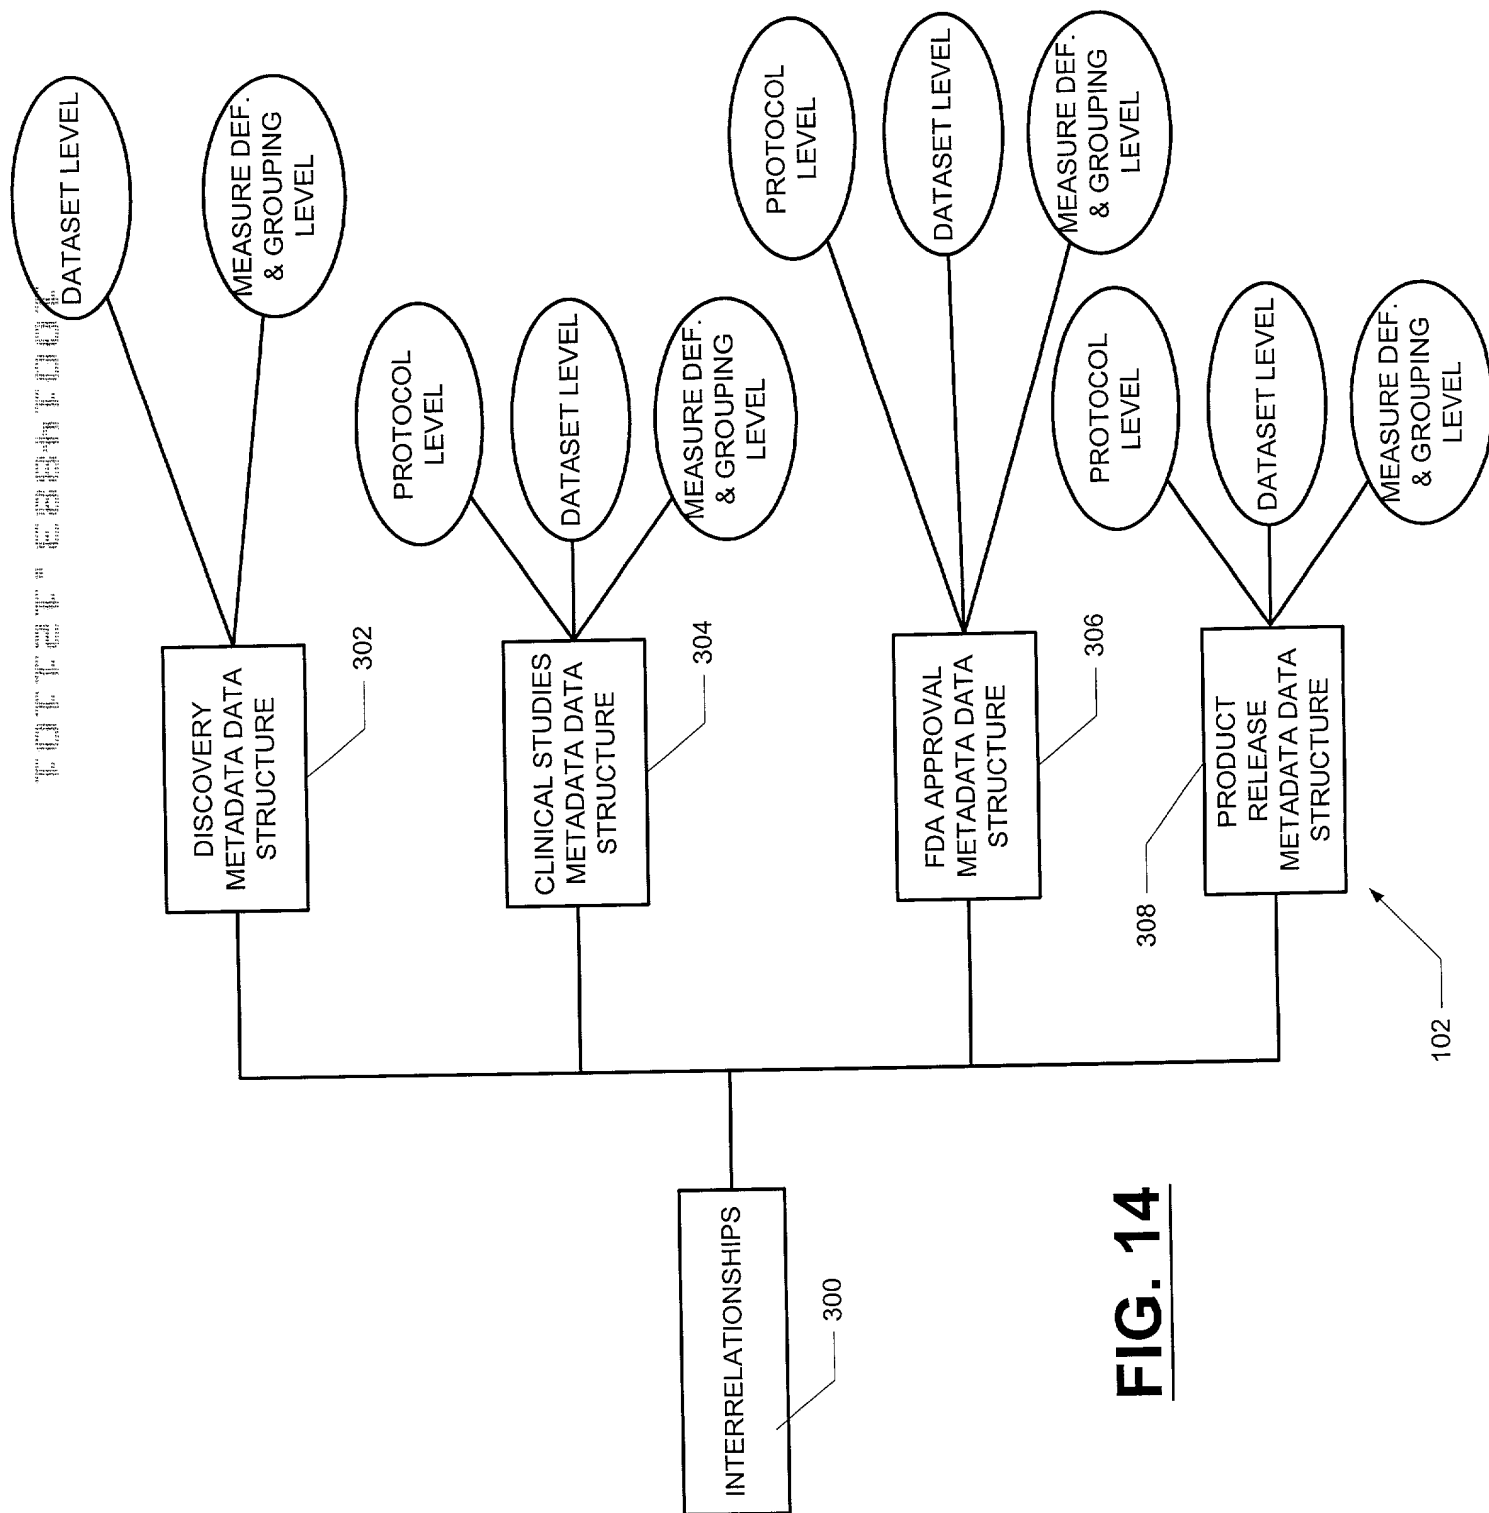 INTERRELATIONSHIPS
300
DISCOVERY
METADATA DATA
STRUCTURE
302
DATASET LEVEL
MEASURE DEF.
& GROUPING
LEVEL
CLINICAL STUDIES
METADATA DATA
STRUCTURE
304
PROTOCOL
LEVEL
DATASET LEVEL
MEASURE DEF.
& GROUPING
LEVEL
FDA APPROVAL
METADATA DATA
STRUCTURE
306
PROTOCOL
LEVEL
DATASET LEVEL
MEASURE DEF.
& GROUPING
LEVEL
308
PRODUCT
RELEASE
METADATA DATA
STRUCTURE
PROTOCOL
LEVEL
DATASET LEVEL
MEASURE DEF.
& GROUPING
LEVEL
102
FIG. 14